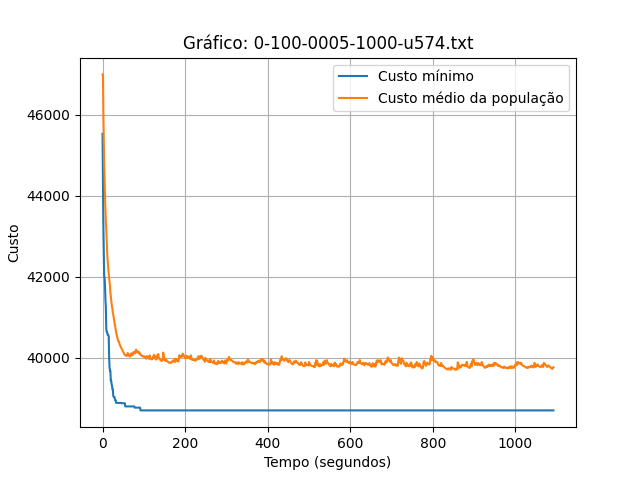 Gráfico: 0-100-0005-1000-u574.txt
Custo mínimo
Custo médio da população
46000
44000
42000
40000
Custo
0
200
400
600
800
1000
Tempo (segundos)